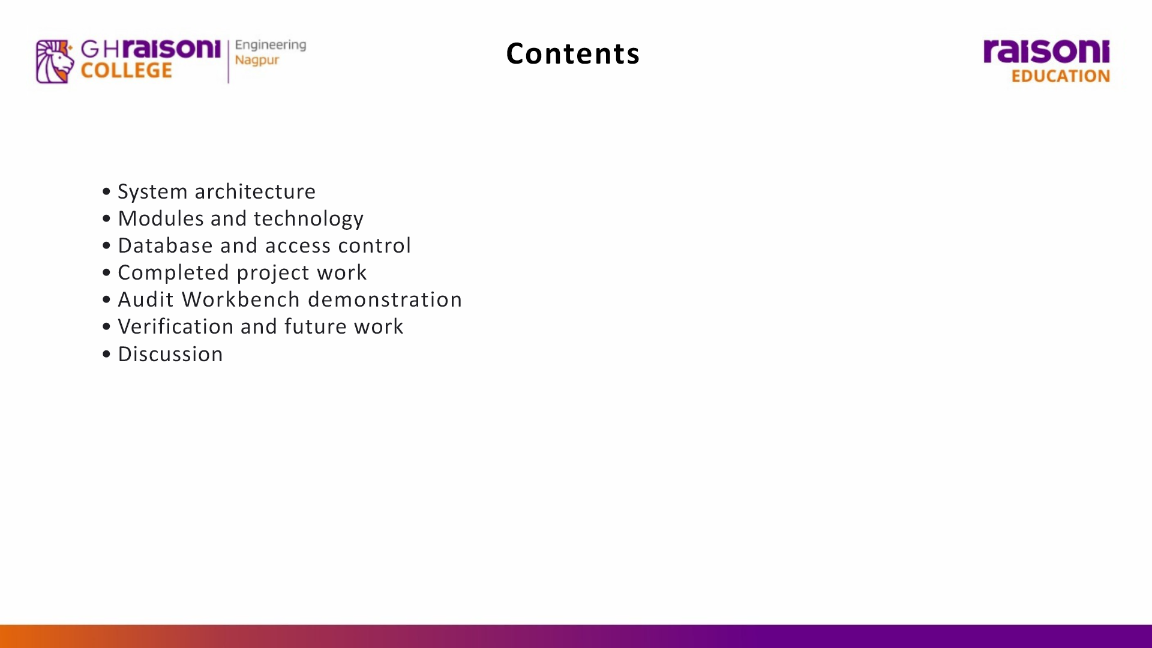 GHraisoni
COLLEGE
Engineering
Nagpur
Contents
raisoni
EDUCATION
• System architecture
• Modules and technology
• Database and access control
• Completed project work
• Audit Workbench demonstration
• Verification and future work
• Discussion